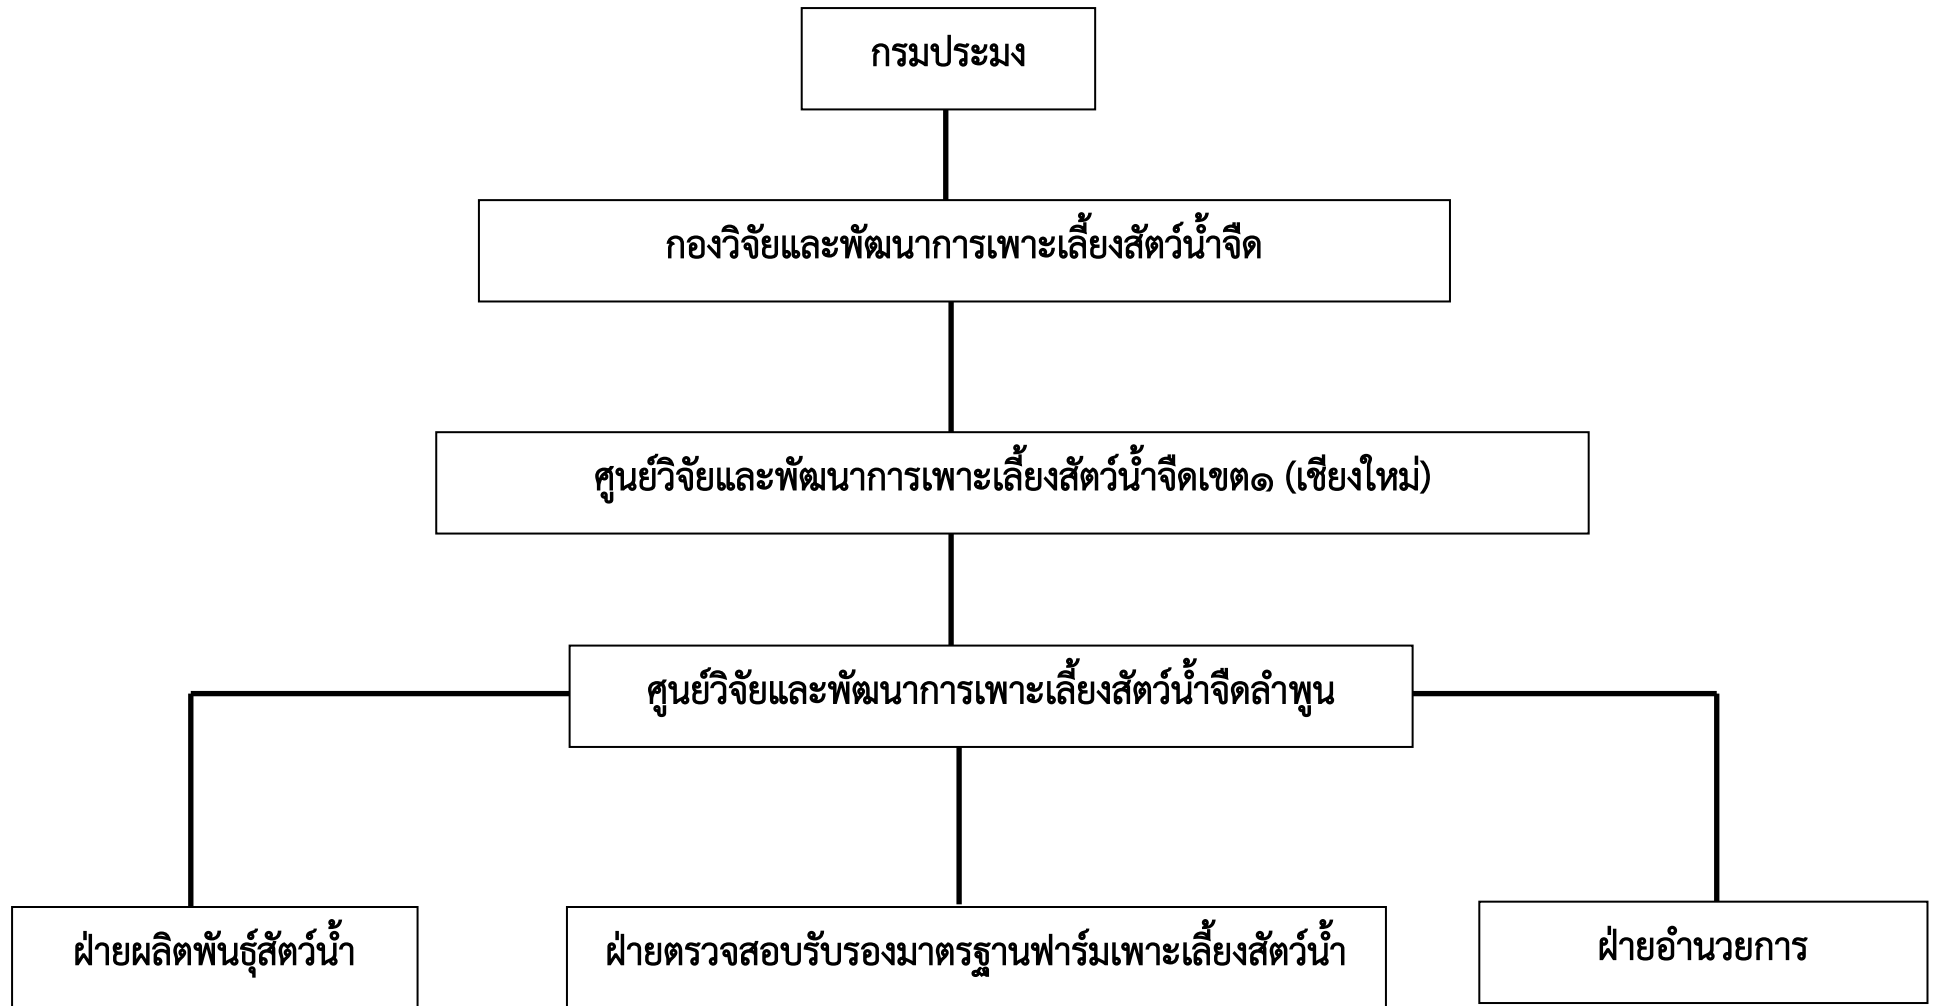 กรมประมง
กองวิจัยและพัฒนาการเพาะเลี้ยงสัตว์น้ำจืด
ศูนย์วิจัยและพัฒนาการเพาะเลี้ยงสัตว์น้ำจืดเขต๑ (เชียงใหม่)
ศูนย์วิจัยและพัฒนาการเพาะเลี้ยงสัตว์น้ำจืดลำพูน
ฝ่ายผลิตพันธุ์สัตว์น้ำ
ฝ่ายตรวจสอบรับรองมาตรฐานฟาร์มเพาะเลี้ยงสัตว์น้ำ
ฝ่ายอำนวยการ